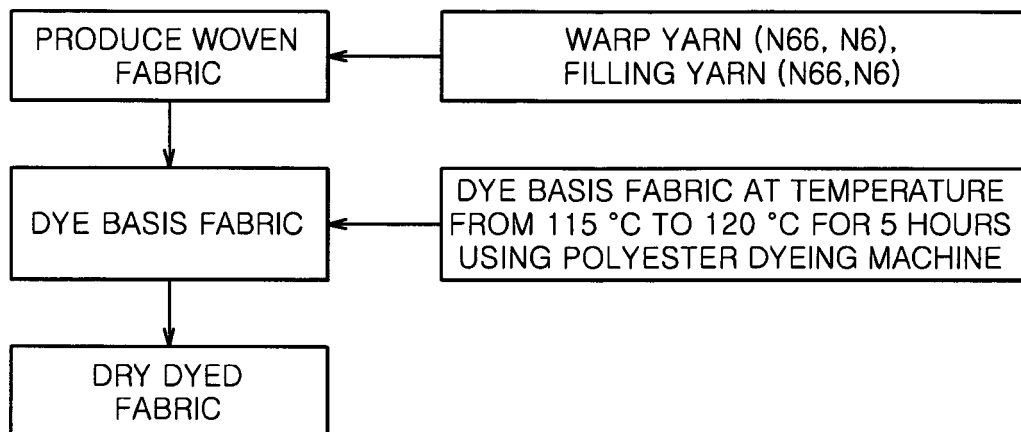 PRODUCE WOVEN
FABRIC
WARP YARN (N66, N6),
FILLING YARN (N66,N6)
DYE BASIS FABRIC
DYE BASIS FABRIC AT TEMPERATURE
FROM 115 °C TO 120 °C FOR 5 HOURS
USING POLYESTER DYEING MACHINE
DRY DYED
FABRIC